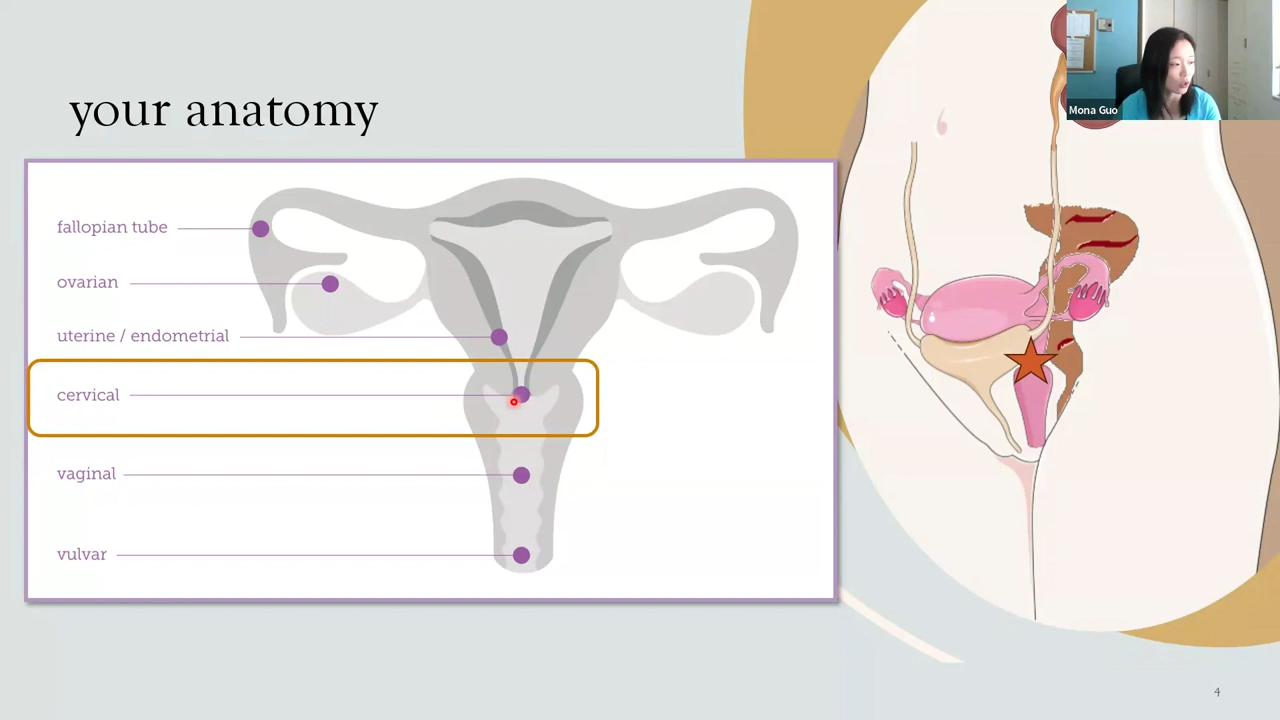 your anatomy
Mona Guo
fallopian tube
ovarian
uterine / endometrial
cervical
vaginal
vulvar
4